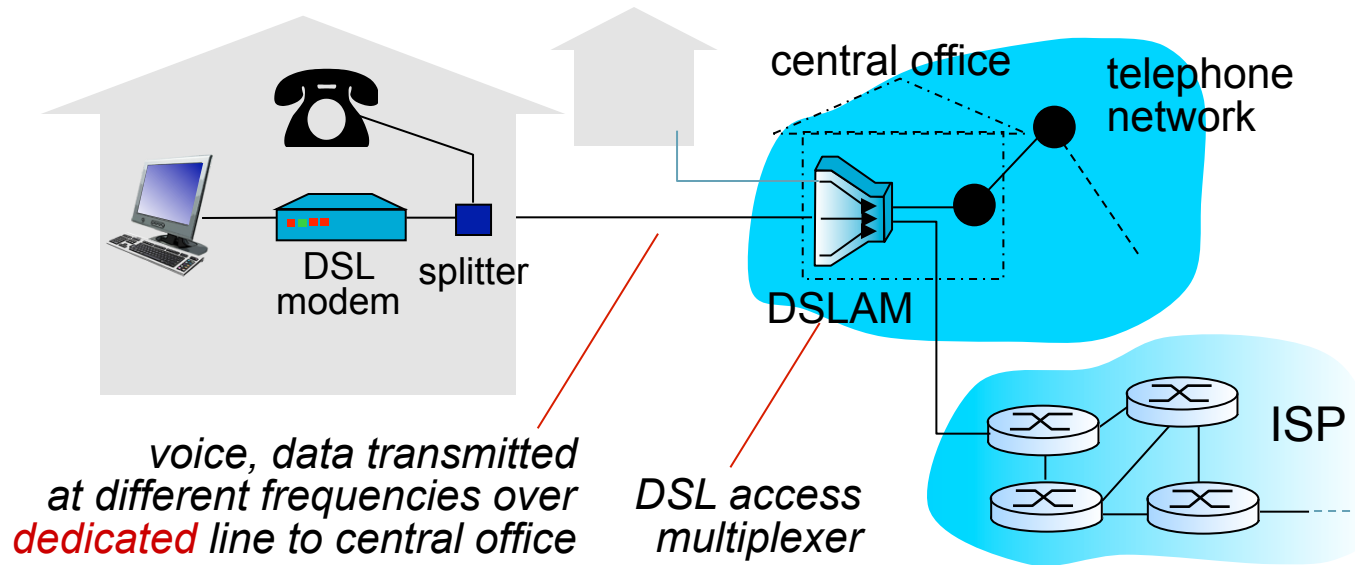 central office
telephone
network
DSL
modem
splitter
DSLAM
ISP
voice, data transmitted
at different frequencies over
dedicated line to central office
DSL access
multiplexer